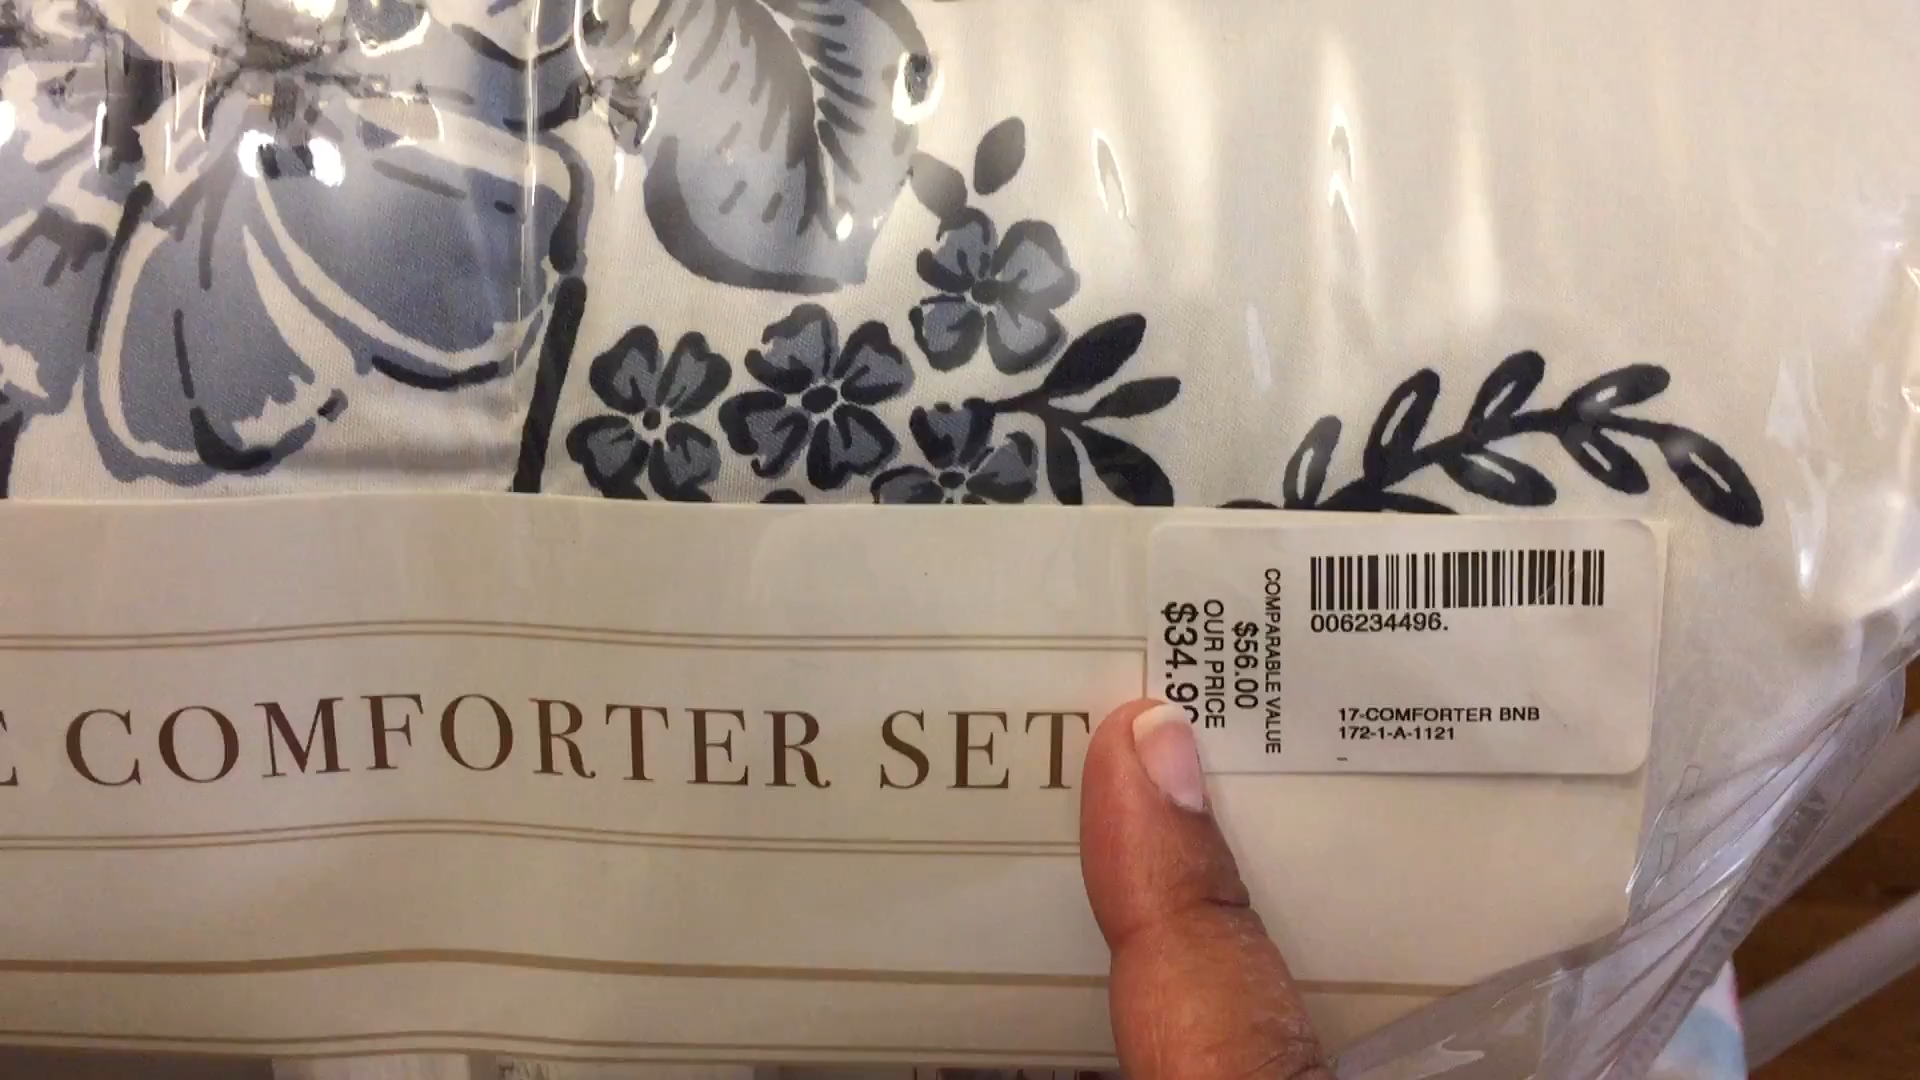 COMFORTER SET
006234496.
17-COMFORTER BNB
172-1-A-1121
-
COMPARABLE VALUE
$56.00
OUR PRICE